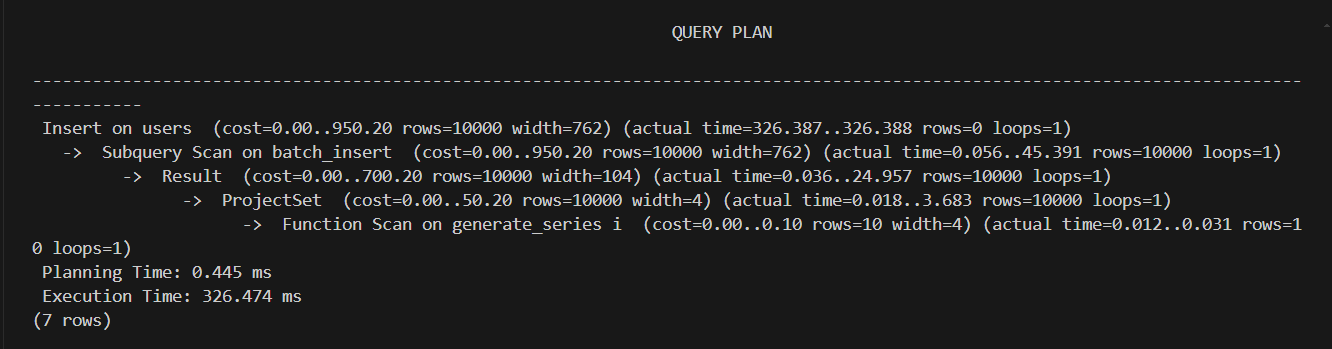 QUERY PLAN
-------------------------------------------------------------------------------------------------------------------------------
-----------
Insert on users  (cost=0.00..950.20 rows=10000 width=762) (actual time=326.387..326.388 rows=0 loops=1)
->  Subquery Scan on batch_insert  (cost=0.00..950.20 rows=10000 width=762) (actual time=0.056..45.391 rows=10000 loops=1)
->  Result  (cost=0.00..700.20 rows=10000 width=104) (actual time=0.036..24.957 rows=10000 loops=1)
->  ProjectSet  (cost=0.00..50.20 rows=10000 width=4) (actual time=0.018..3.683 rows=10000 loops=1)
->  Function Scan on generate_series i  (cost=0.00..0.10 rows=10 width=4) (actual time=0.012..0.031 rows=1
0 loops=1)
Planning Time: 0.445 ms
Execution Time: 326.474 ms
(7 rows)